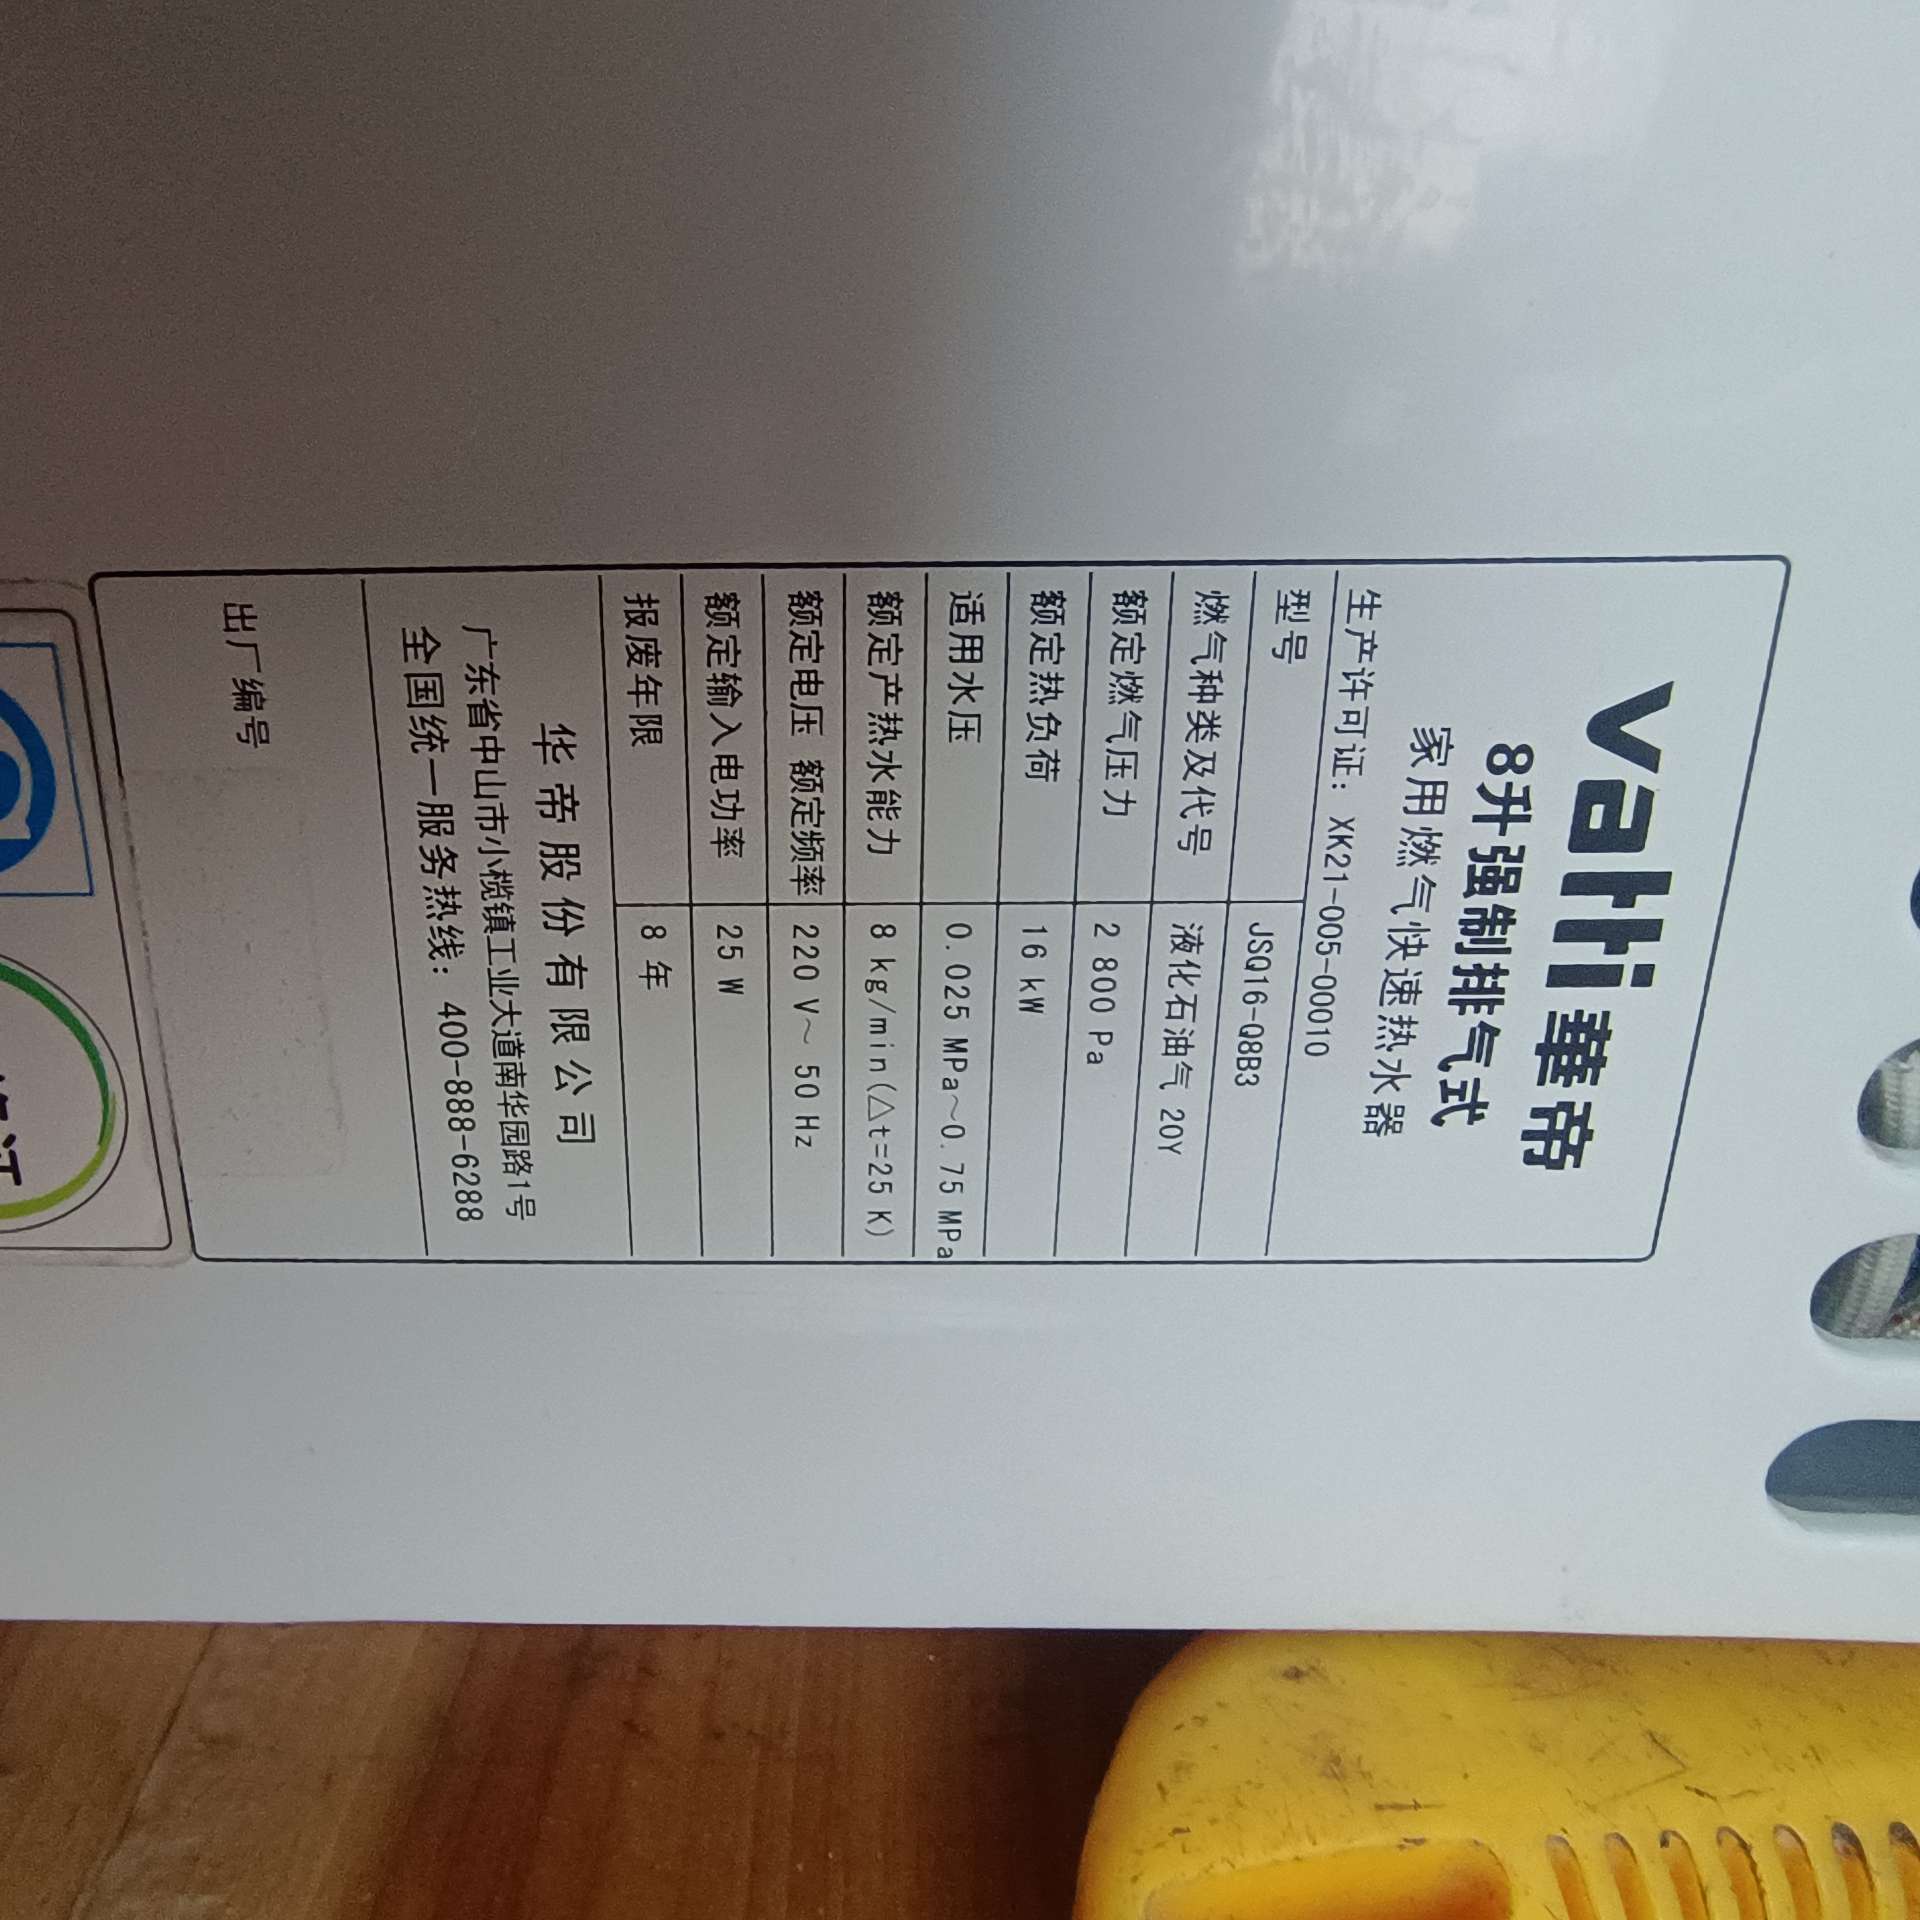 vatti 華帝
8升强制排气式
家用燃气快速热水器
生产许可证：XK21-005-00010
型号 JSQ16-Q8B3
燃气种类及代号 液化石油气 20Y
额定燃气压力 2 800 Pa
额定热负荷 16 kW
适用水压 0.025 MPa～0.75 MPa
额定产热水能力 8 kg/min(△t=25 K)
额定电压 额定频率 220 V～ 50 Hz
额定输入电功率 25 W
报废年限 8 年
华帝股份有限公司
广东省中山市小榄镇工业大道南华园路1号
全国统一服务热线：400-888-6288
出厂编号